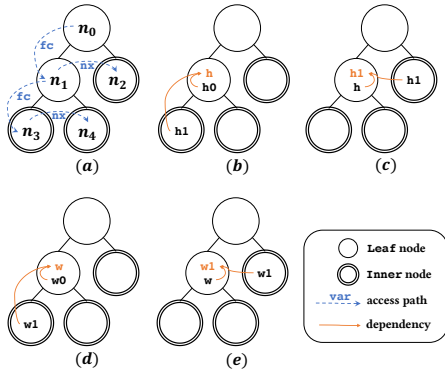 n0
fc
nx
n1
n2
fc
nx
n3
n4
(a)
h
h0
h1
(b)
h1
h
h1
(c)
w
w0
w1
(d)
w1
w
w1
(e)
Leaf node
Inner node
var
access path
dependency